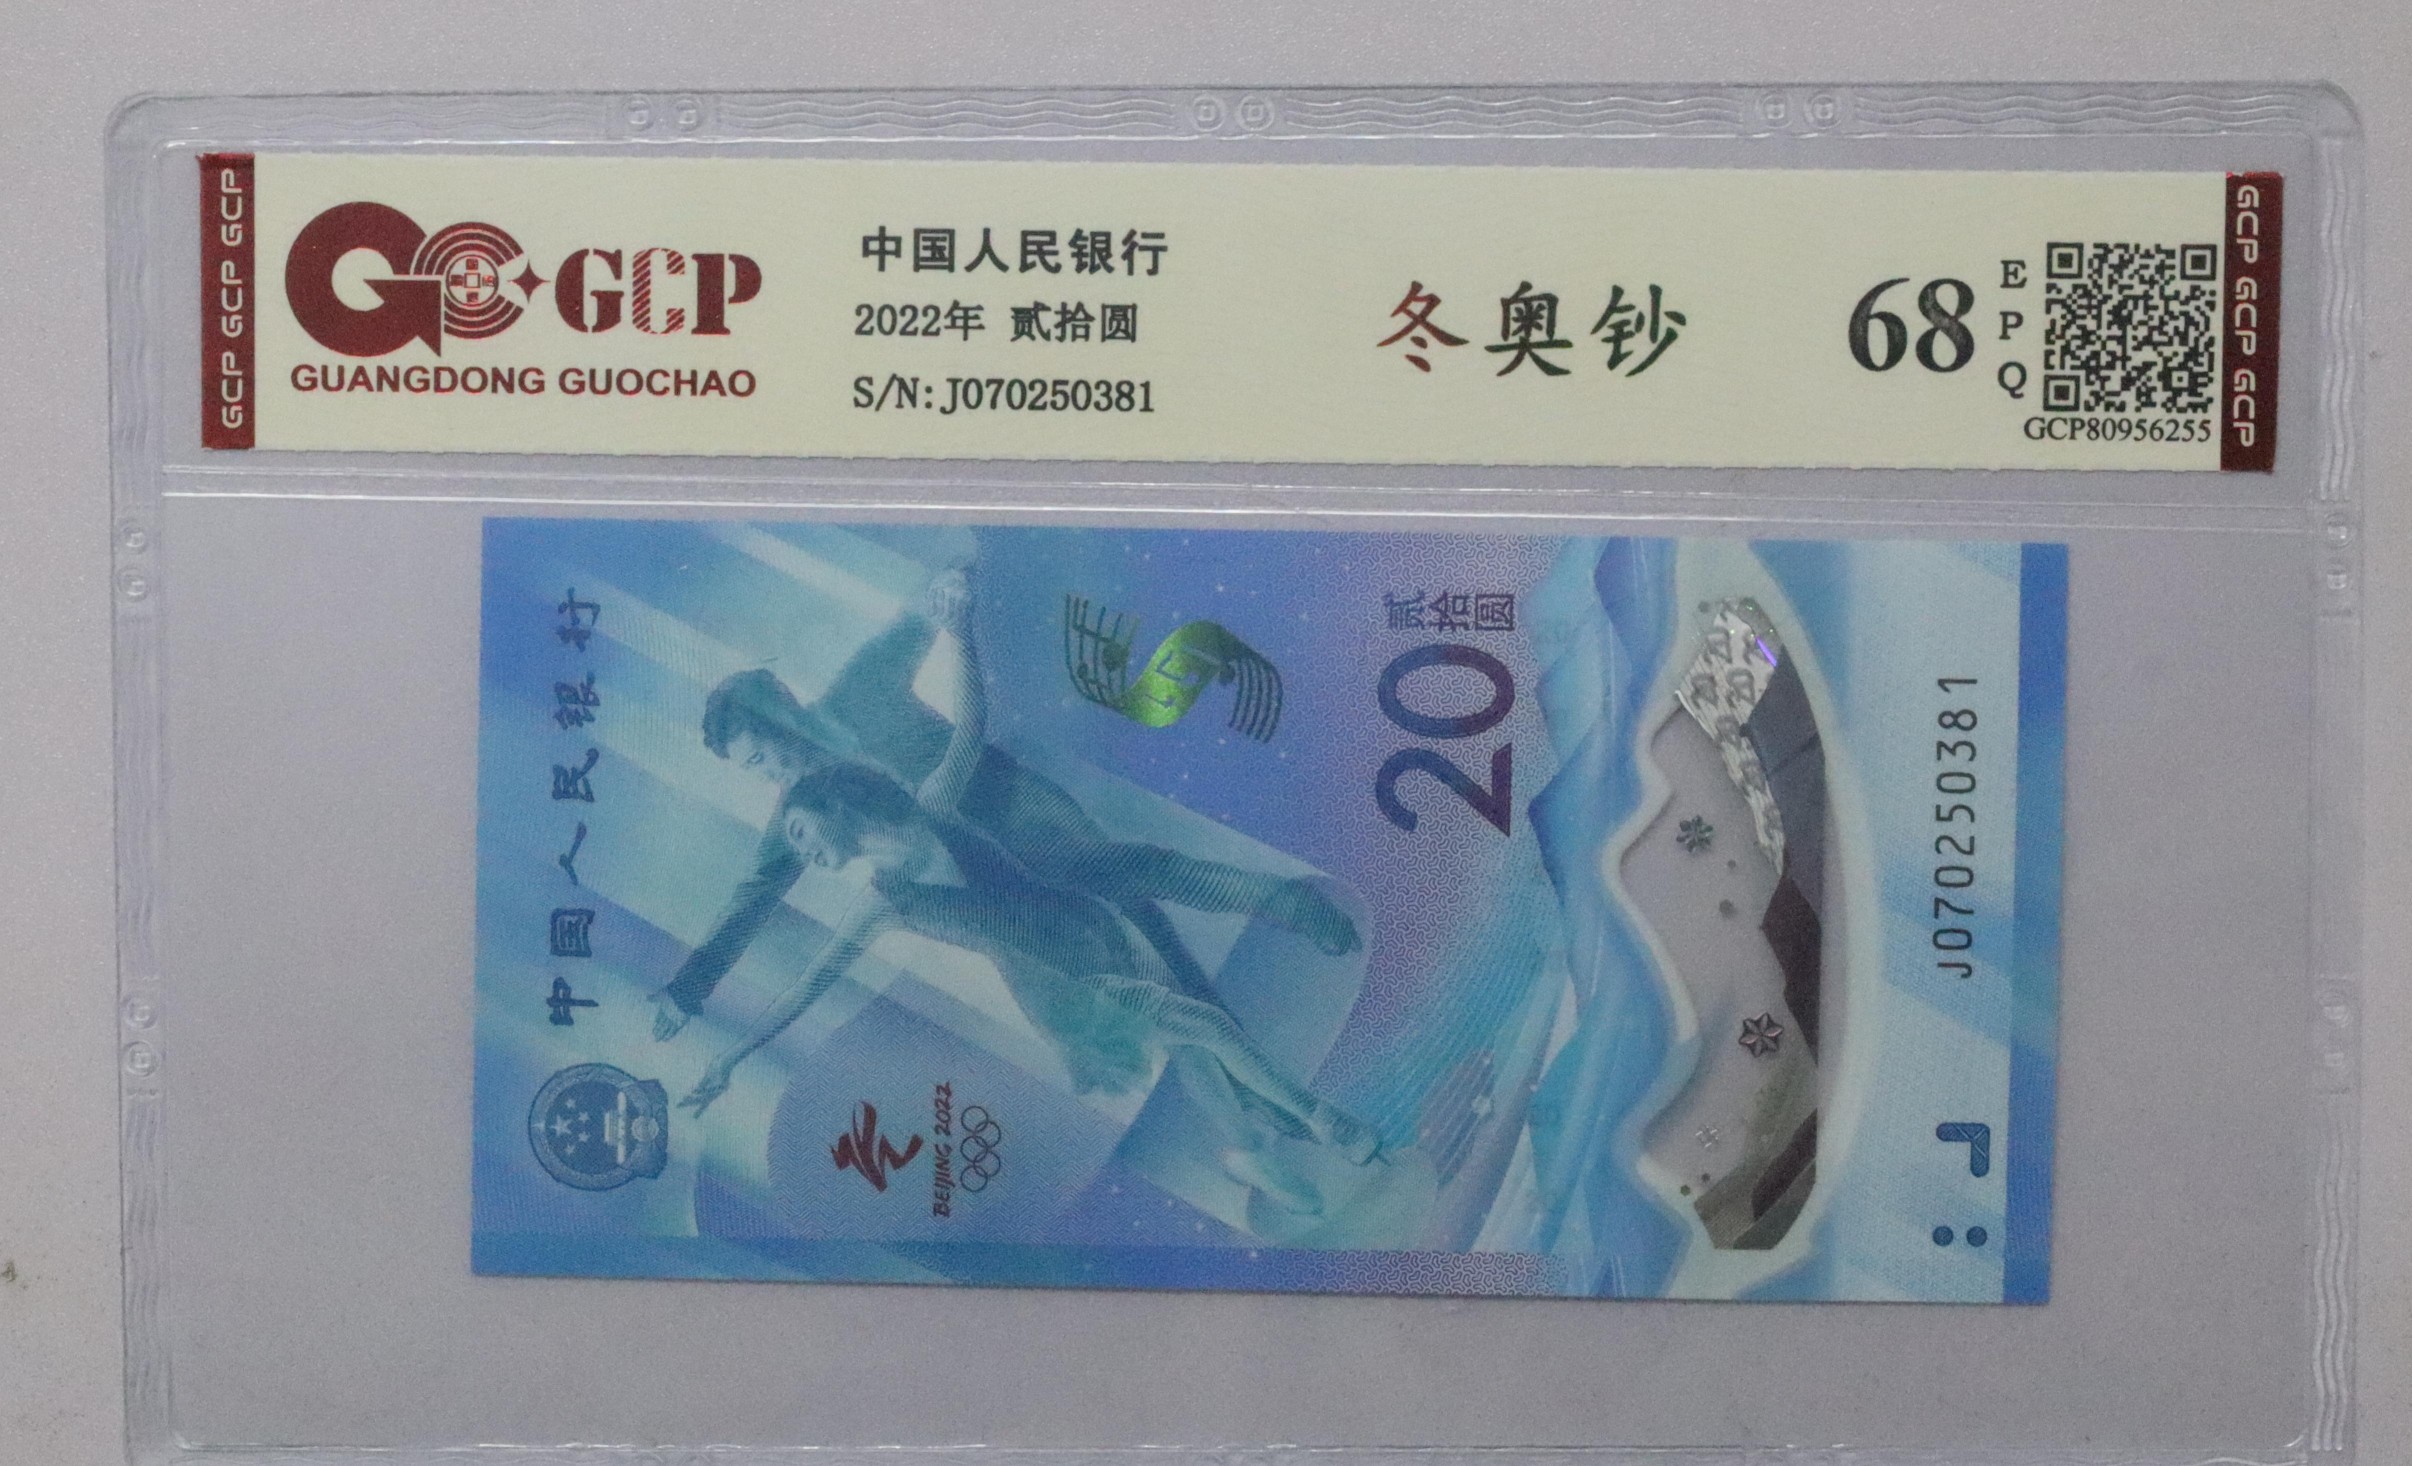 GCP GCP GCP
GCP
GUANGDONG GUOCHAO
中国人民银行
2022年 贰拾圆
S/N:J070250381
冬奥钞
68
EPQ
GCP80956255
GCP GCP GCP
中国人民银行
BEIJING 2022
贰拾圆
20
J070250381